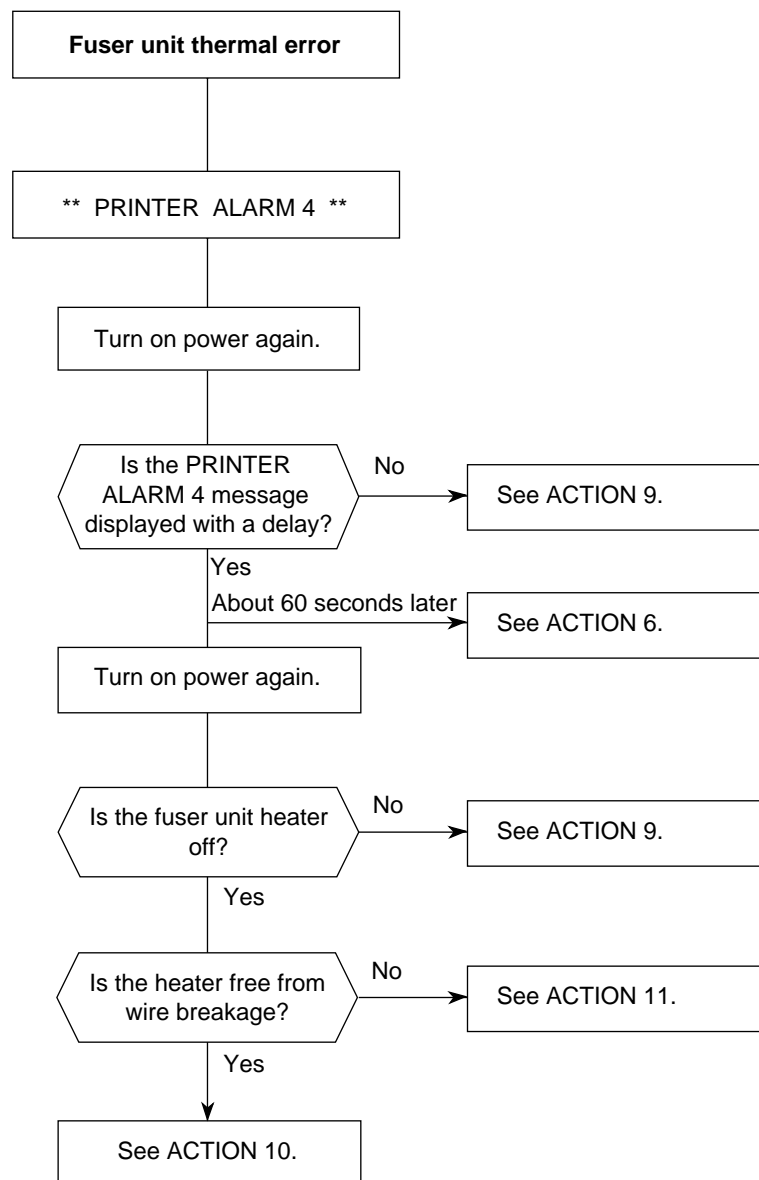 Fuser unit thermal error
** PRINTER ALARM 4 **
Turn on power again.
Is the PRINTER
ALARM 4 message
displayed with a delay?
No
See ACTION 9.
Yes
About 60 seconds later
See ACTION 6.
Turn on power again.
Is the fuser unit heater
off?
No
See ACTION 9.
Yes
Is the heater free from
wire breakage?
No
See ACTION 11.
Yes
See ACTION 10.